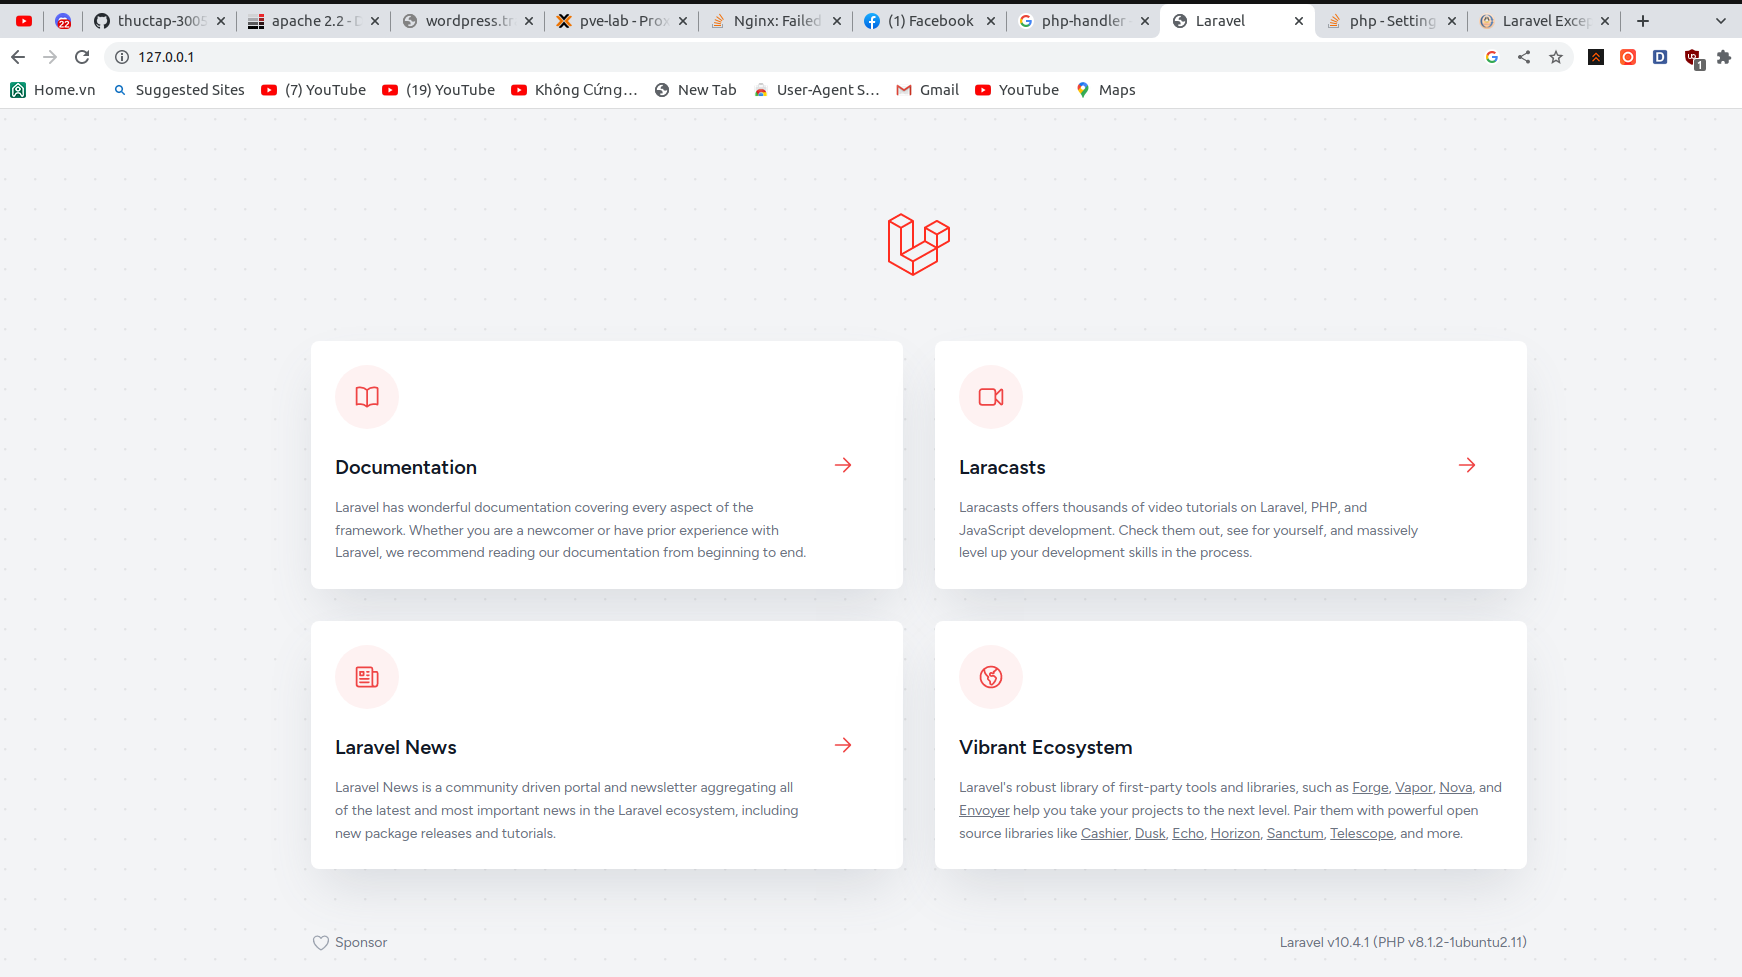 22
thuctap-3005
apache 2.2 - D
wordpress.tr
pve-lab - Prox
Nginx: Failed
(1) Facebook
php-handler
Laravel
php - Setting
Laravel Excep
127.0.0.1
1
Home.vn
Suggested Sites
(7) YouTube
(19) YouTube
Không Cứng...
New Tab
User-Agent S...
Gmail
YouTube
Maps
Documentation
Laravel has wonderful documentation covering every aspect of the
framework. Whether you are a newcomer or have prior experience with
Laravel, we recommend reading our documentation from beginning to end.
Laracasts
Laracasts offers thousands of video tutorials on Laravel, PHP, and
JavaScript development. Check them out, see for yourself, and massively
level up your development skills in the process.
Laravel News
Laravel News is a community driven portal and newsletter aggregating all
of the latest and most important news in the Laravel ecosystem, including
new package releases and tutorials.
Vibrant Ecosystem
Laravel's robust library of first-party tools and libraries, such as Forge, Vapor, Nova, and
Envoyer help you take your projects to the next level. Pair them with powerful open
source libraries like Cashier, Dusk, Echo, Horizon, Sanctum, Telescope, and more.
Sponsor
Laravel v10.4.1 (PHP v8.1.2-1ubuntu2.11)